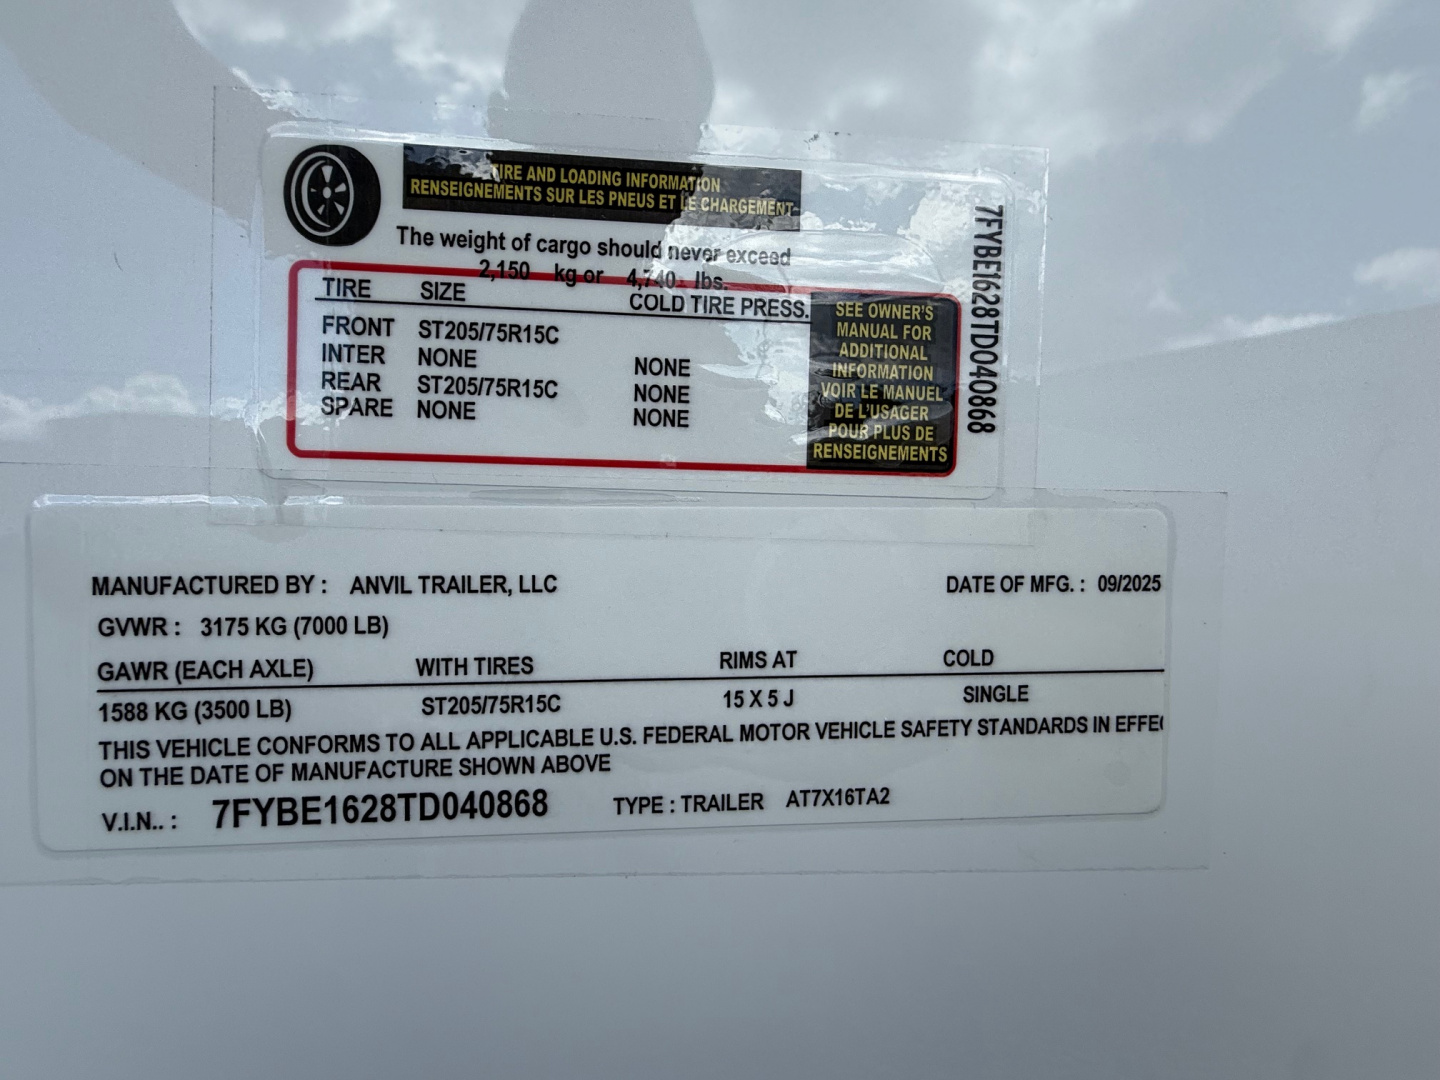 TIRE AND LOADING INFORMATION
RENSEIGNEMENTS SUR LES PNEUS ET LE CHARGEMENT
The weight of cargo should never exceed
2,150 kg or 4,740 lbs.
TIRE SIZE COLD TIRE PRESS.
FRONT ST205/75R15C
INTER NONE NONE
REAR ST205/75R15C NONE
SPARE NONE NONE
SEE OWNER'S
MANUAL FOR
ADDITIONAL
INFORMATION
VOIR LE MANUEL
DE L'USAGER
POUR PLUS DE
RENSEIGNEMENTS
7FYBE1628TD040868
MANUFACTURED BY : ANVIL TRAILER, LLC DATE OF MFG. : 09/2025
GVWR : 3175 KG (7000 LB)
GAWR (EACH AXLE) WITH TIRES RIMS AT COLD
1588 KG (3500 LB) ST205/75R15C 15 X 5 J SINGLE
THIS VEHICLE CONFORMS TO ALL APPLICABLE U.S. FEDERAL MOTOR VEHICLE SAFETY STANDARDS IN EFFEC
ON THE DATE OF MANUFACTURE SHOWN ABOVE
V.I.N.. : 7FYBE1628TD040868 TYPE : TRAILER AT7X16TA2